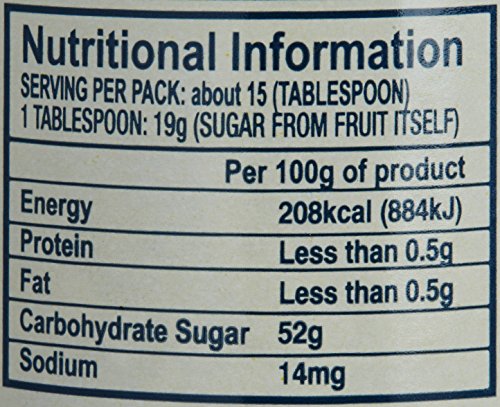 Nutritional Information
SERVING PER PACK: about 15 (TABLESPOON)
1 TABLESPOON: 19g (SUGAR FROM FRUIT ITSELF)
Per 100g of product
Energy 208kcal (884kJ)
Protein Less than 0.5g
Fat Less than 0.5g
Carbohydrate Sugar 52g
Sodium 14mg